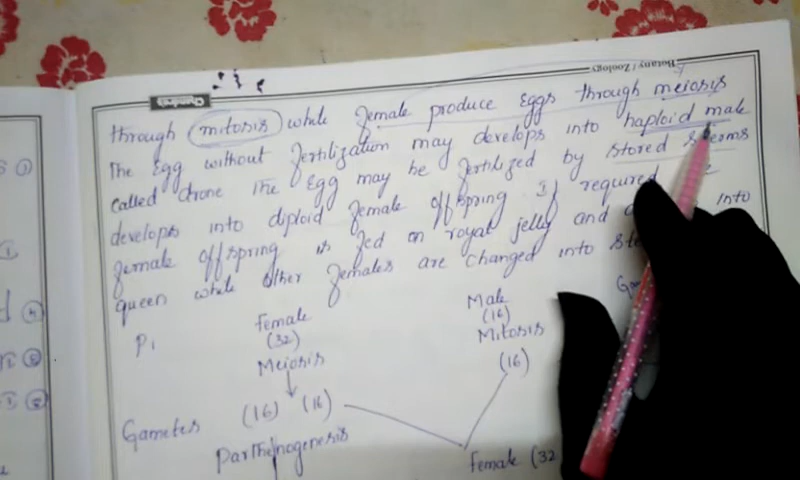 Botany/Zoology
through mitosis while female produce Eggs through meiosis
The Egg without fertilization may develops into haploid male
called drone The Egg may be fertilized by stored
develops into diploid female offspring If required
female offspring is fed on royal jelly and into
queen while other females are changed into
P1 Female Male
(32) (16)
Meiosis Mitosis
(16)
Gametes (16) (16)
Parthenogenesis
Female (32